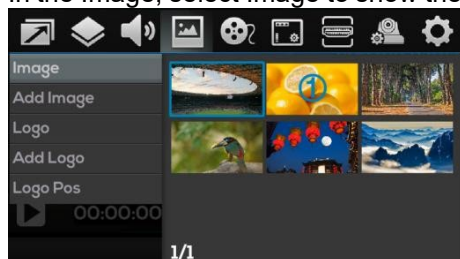 In the image, select image to show the
Image
Add Image
Logo
Add Logo
Logo Pos
00:00:00
1
1/1